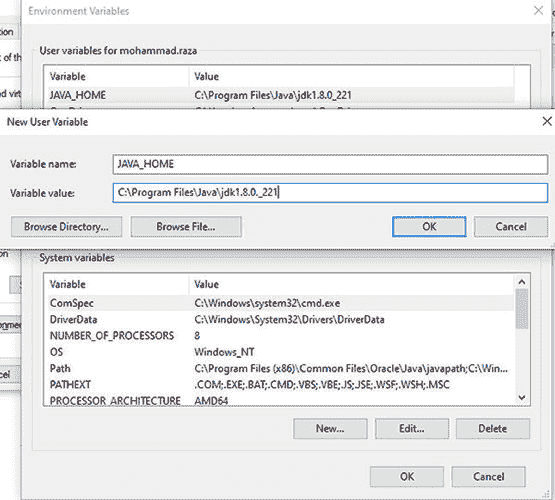 Environment Variables
User variables for mohammad.raza
Variable Value
JAVA_HOME C:\Program Files\Java\jdk1.8.0_221
New User Variable
Variable name: JAVA_HOME
Variable value: C:\Program Files\Java\jdk1.8.0._221
Browse Directory... Browse File... OK Cancel
System variables
Variable Value
ComSpec C:\Windows\system32\cmd.exe
DriverData C:\Windows\System32\Drivers\DriverData
NUMBER_OF_PROCESSORS 8
OS Windows_NT
Path C:\Program Files (x86)\Common Files\Oracle\Java\javapath;C:\Win...
PATHEXT .COM;.EXE;.BAT;.CMD;.VBS;.VBE;.JS;.JSE;.WSF;.WSH;.MSC
PROCESSOR_ARCHITECTURE AMD64
New... Edit... Delete
OK Cancel